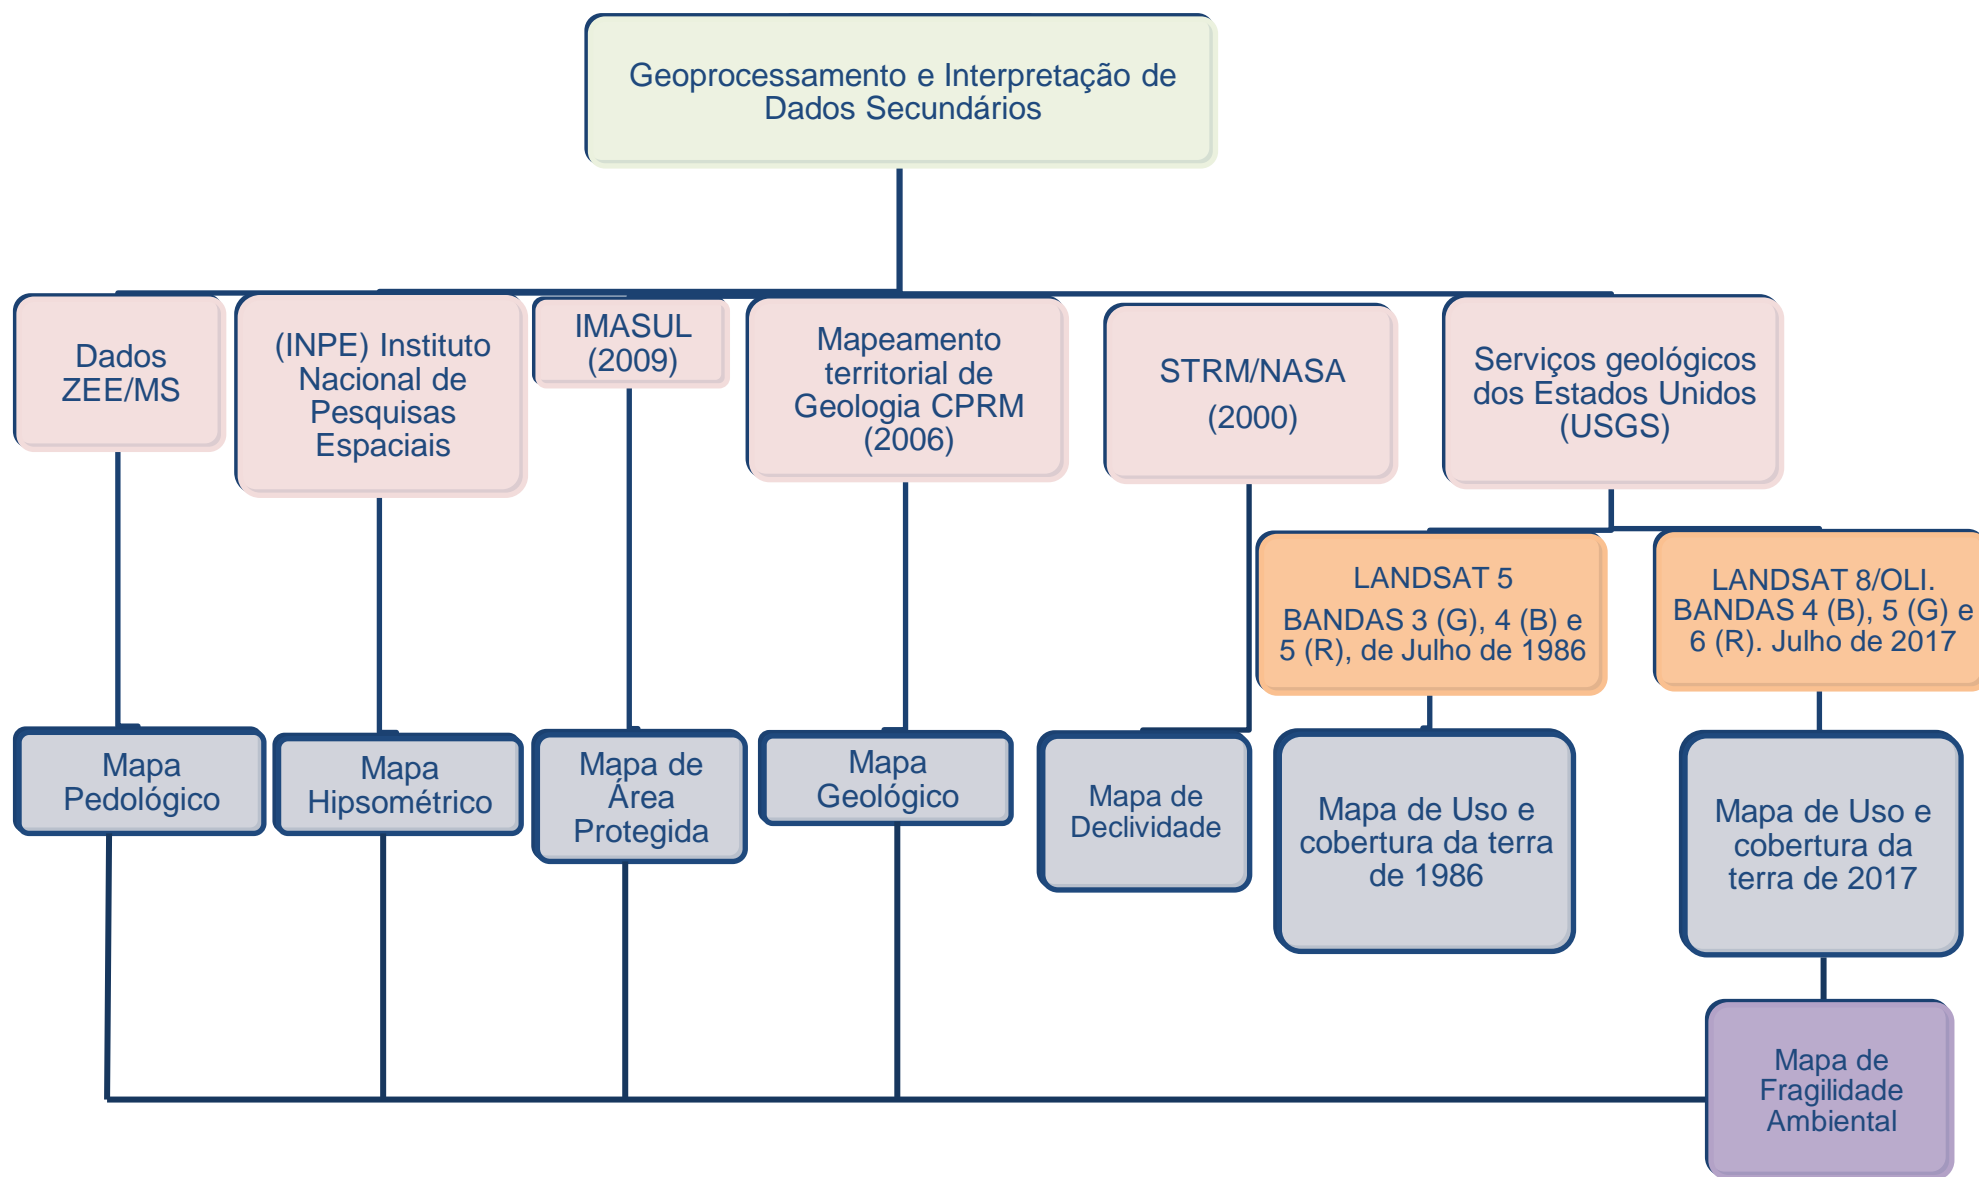 Geoprocessamento e Interpretação de
Dados Secundários
Dados
ZEE/MS
(INPE) Instituto
Nacional de
Pesquisas
Espaciais
IMASUL
(2009)
Mapeamento
territorial de
Geologia CPRM
(2006)
STRM/NASA
(2000)
Serviços geológicos
dos Estados Unidos
(USGS)
LANDSAT 5
BANDAS 3 (G), 4 (B) e
5 (R), de Julho de 1986
LANDSAT 8/OLI.
BANDAS 4 (B), 5 (G) e
6 (R). Julho de 2017
Mapa
Pedológico
Mapa
Hipsométrico
Mapa de
Área
Protegida
Mapa
Geológico
Mapa de
Declividade
Mapa de Uso e
cobertura da terra
de 1986
Mapa de Uso e
cobertura da
terra de 2017
Mapa de
Fragilidade
Ambiental